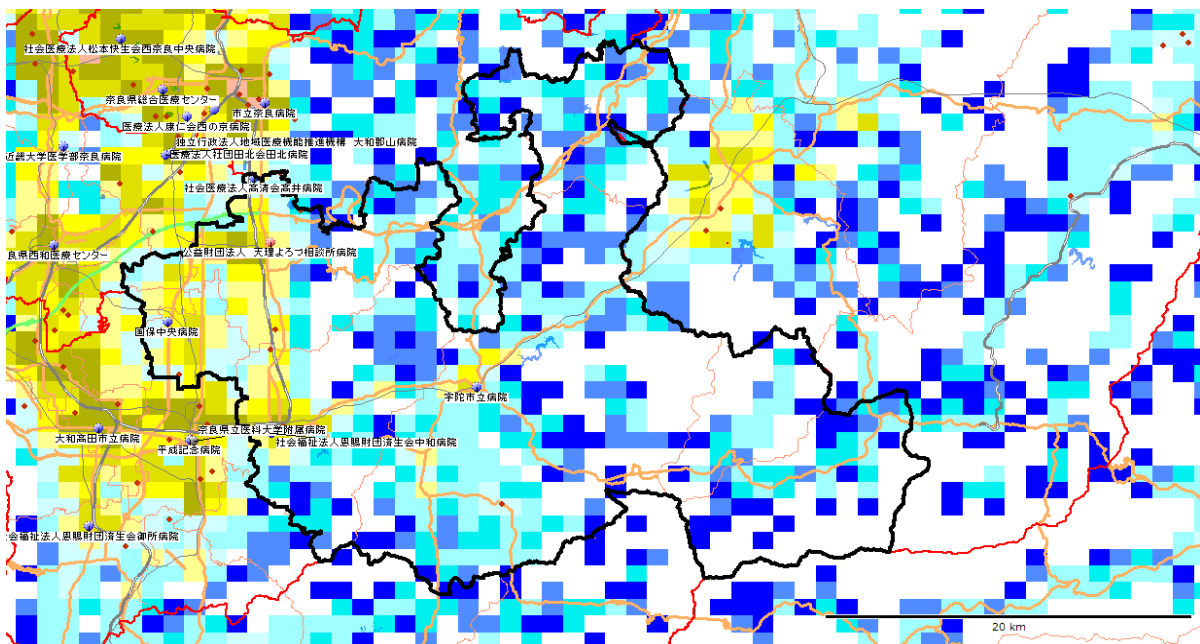 社会医療法人松本快生会西奈良中央病院
奈良県総合医療センター
市立奈良病院
医療法人康仁会西の京病院
独立行政法人地域医療機能推進機構 大和郡山病院
近畿大学医学部奈良病院
医療法人社団田北会田北病院
社会医療法人高清会高井病院
良県西和医療センター
公益財団法人 天理よろづ相談所病院
国保中央病院
宇陀市立病院
奈良県立医科大学附属病院
大和高田市立病院
社会福祉法人恩賜財団済生会中和病院
平成記念病院
会福祉法人恩賜財団済生会御所病院
20 km